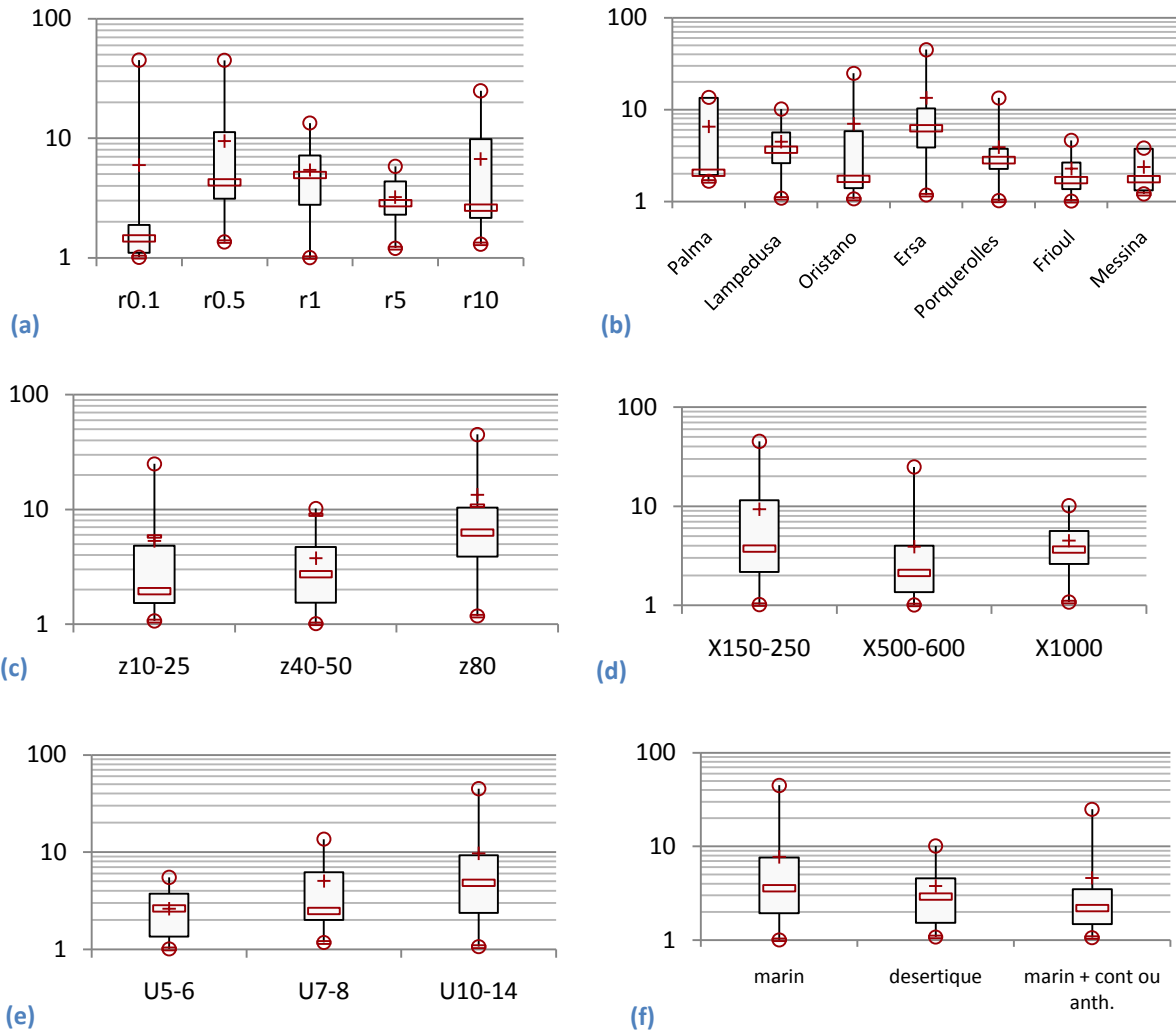 100
10
1
r0.1 r0.5 r1 r5 r10
(a)
100
10
1
Palma Lampedusa Oristano Ersa Porquerolles Frioul Messina
(b)
100
10
1
z10-25 z40-50 z80
(c)
100
10
1
X150-250 X500-600 X1000
(d)
100
10
1
U5-6 U7-8 U10-14
(e)
100
10
1
marin desertique marin + cont ou
anth.
(f)